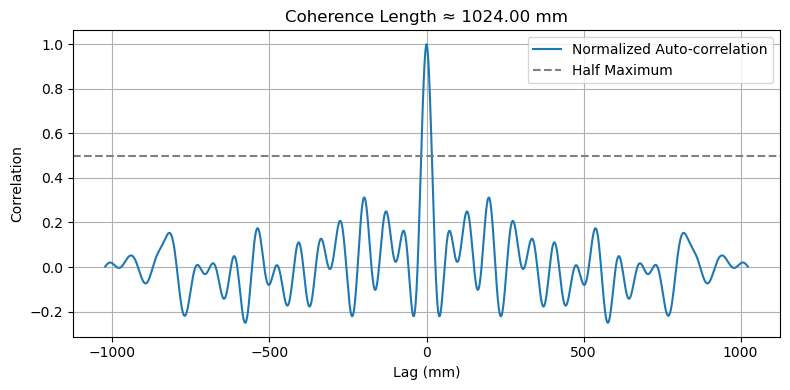 Coherence Length ≈ 1024.00 mm
Normalized Auto-correlation
Half Maximum
Correlation
1.0
0.8
0.6
0.4
0.2
0.0
−0.2
−1000 −500 0 500 1000
Lag (mm)